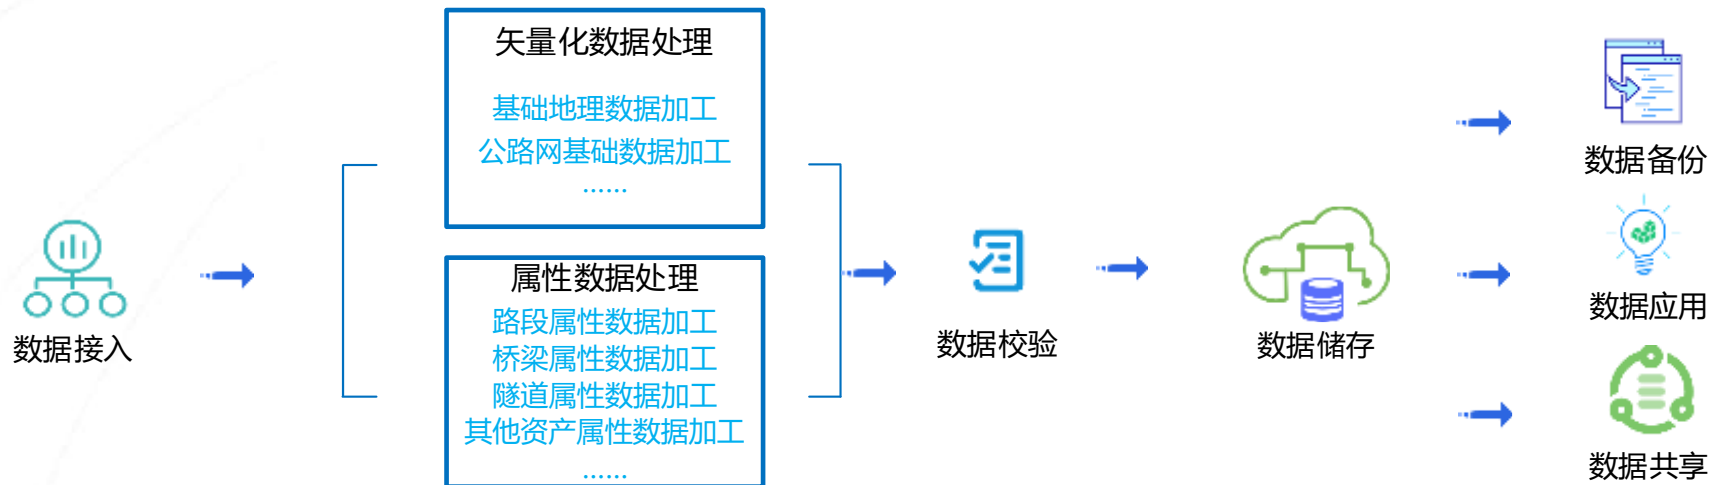 数据接入
矢量化数据处理
基础地理数据加工
公路网基础数据加工
......
属性数据处理
路段属性数据加工
桥梁属性数据加工
隧道属性数据加工
其他资产属性数据加工
......
数据校验
数据储存
数据备份
数据应用
数据共享